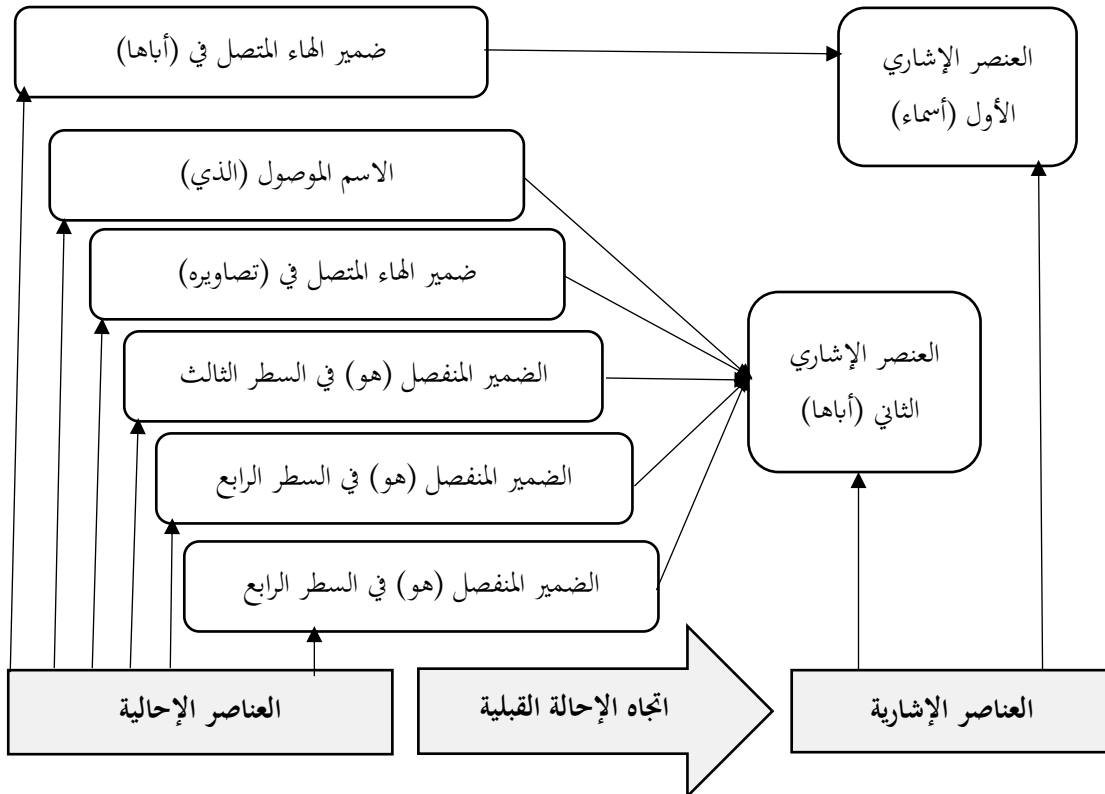 ضمير الهاء المتصل في (أباها)
العنصر الإشاري
الأول (أسماء)
الاسم الموصول (الذي)
ضمير الهاء المتصل في (تصاويره)
الضمير المنفصل (هو) في السطر الثالث
العنصر الإشاري
الثاني (أباها)
الضمير المنفصل (هو) في السطر الرابع
الضمير المنفصل (هو) في السطر الرابع
العناصر الإشارية
اتجاه الإحالة القبلية
العناصر الإحالية